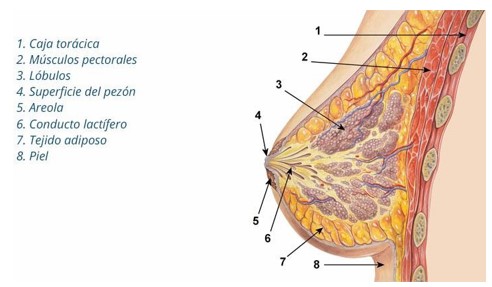 1. Caja torácica
2. Músculos pectorales
3. Lóbulos
4. Superficie del pezón
5. Areola
6. Conducto lactífero
7. Tejido adiposo
8. Piel
1
2
3
4
5
6
7
8